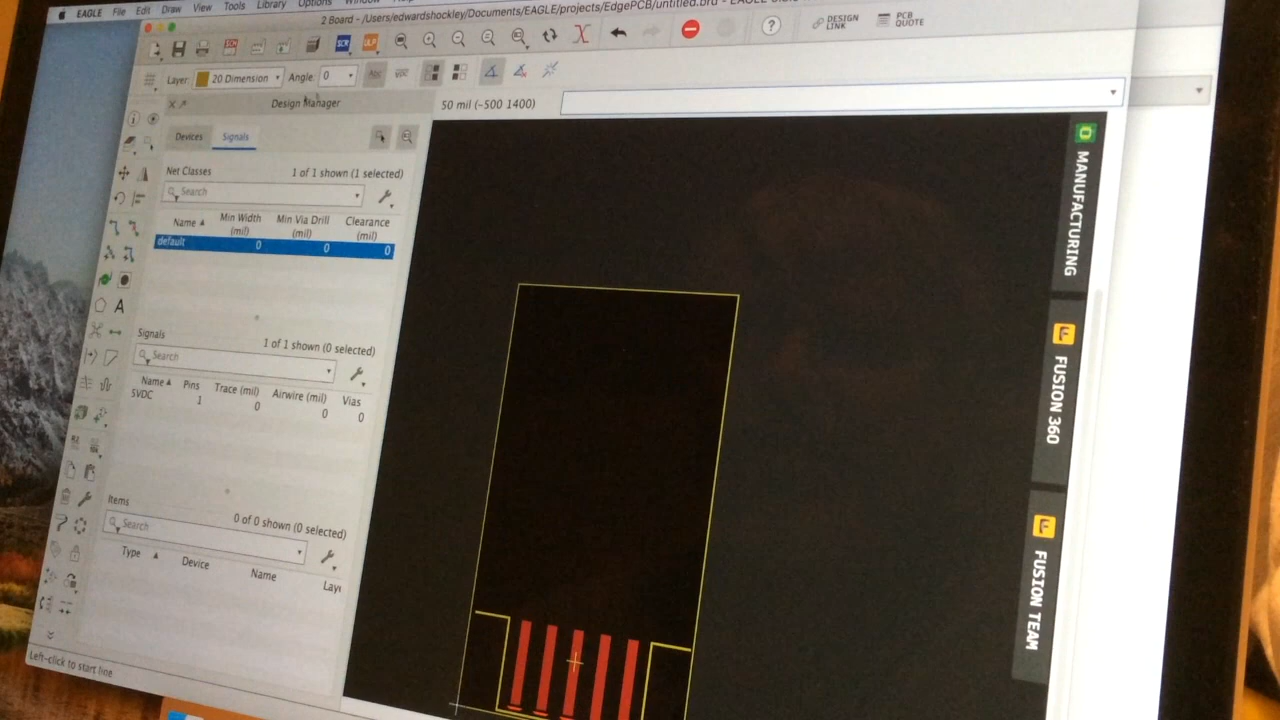 EAGLE File Edit Draw View Tools Library Options Window
2 Board - /Users/edwardshockley/Documents/EAGLE/projects/EdgePCB/untitled.brd - EAGLE
SCR ULP ? DESIGN LINK PCB QUOTE
Layer: 20 Dimension Angle: 0
Design Manager
50 mil (-500 1400)
Devices Signals
Net Classes 1 of 1 shown (1 selected)
Search
Name Min Width (mil) Min Via Drill (mil) Clearance (mil)
default 0 0 0
Signals 1 of 1 shown (0 selected)
Search
Name Pins Trace (mil) Airwire (mil) Vias
5VDC 1 0 0 0
Items 0 of 0 shown (0 selected)
Search
Type Device Name
Left-click to start line
MANUFACTURING
FUSION 360
FUSION TEAM